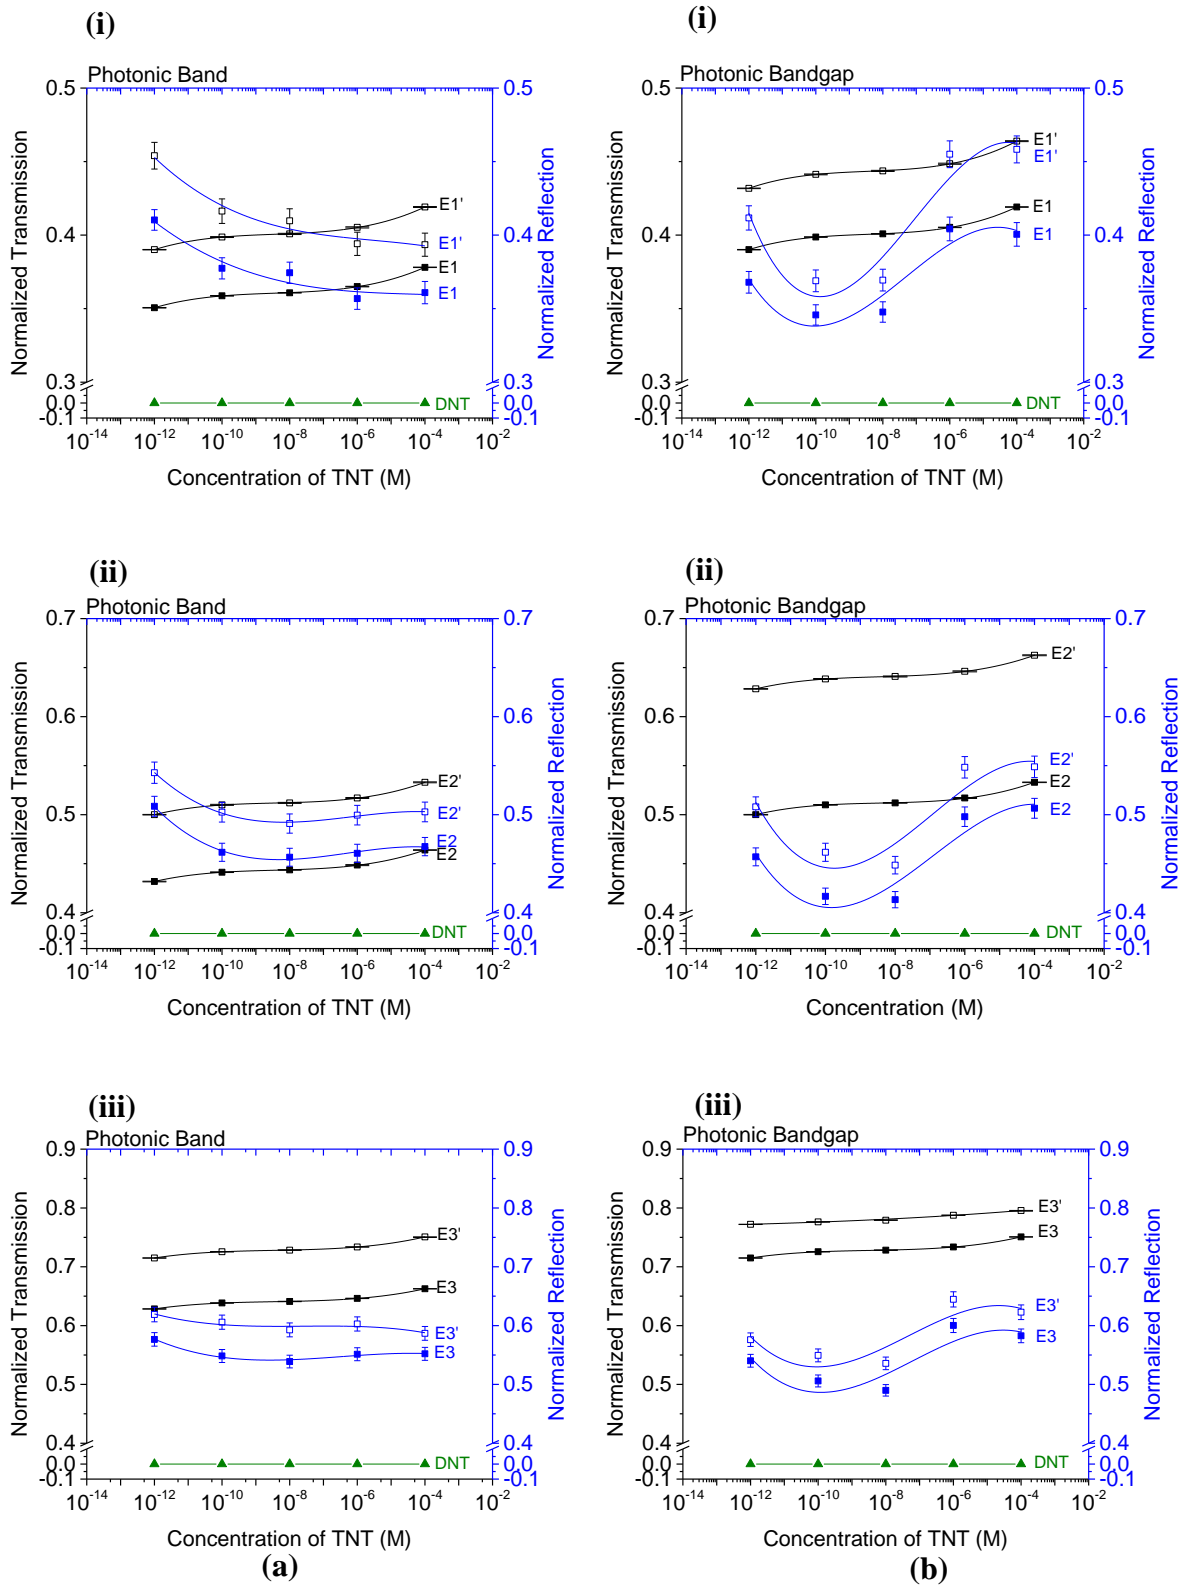 (i)
Photonic Band
0.5
0.4
0.3
0.0
-0.1
Normalized Transmission
0.5
0.4
0.3
0.0
-0.1
Normalized Reflection
E1'
E1'
E1
E1
DNT
10^-14 10^-12 10^-10 10^-8 10^-6 10^-4 10^-2
Concentration of TNT (M)
(i)
Photonic Bandgap
0.5
0.4
0.3
0.0
-0.1
Normalized Transmission
0.5
0.4
0.3
0.0
-0.1
Normalized Reflection
E1'
E1'
E1
E1
DNT
10^-14 10^-12 10^-10 10^-8 10^-6 10^-4 10^-2
Concentration of TNT (M)
(ii)
Photonic Band
0.7
0.6
0.5
0.4
0.0
-0.1
Normalized Transmission
0.7
0.6
0.5
0.4
0.0
-0.1
Normalized Reflection
E2'
E2'
E2
E2
DNT
10^-14 10^-12 10^-10 10^-8 10^-6 10^-4 10^-2
Concentration of TNT (M)
(ii)
Photonic Bandgap
0.7
0.6
0.5
0.4
0.0
-0.1
Normalized Transmission
0.7
0.6
0.5
0.4
0.0
-0.1
Normalized Reflection
E2'
E2'
E2
E2
DNT
10^-14 10^-12 10^-10 10^-8 10^-6 10^-4 10^-2
Concentration (M)
(iii)
Photonic Band
0.9
0.8
0.7
0.6
0.5
0.4
0.0
-0.1
Normalized Transmission
0.9
0.8
0.7
0.6
0.5
0.4
0.0
-0.1
Normalized Reflection
E3'
E3
E3'
E3
DNT
10^-14 10^-12 10^-10 10^-8 10^-6 10^-4 10^-2
Concentration of TNT (M)
(a)
(iii)
Photonic Bandgap
0.9
0.8
0.7
0.6
0.5
0.4
0.0
-0.1
Normalized Transmission
0.9
0.8
0.7
0.6
0.5
0.4
0.0
-0.1
Normalized Reflection
E3'
E3
E3'
E3
DNT
10^-14 10^-12 10^-10 10^-8 10^-6 10^-4 10^-2
Concentration of TNT (M)
(b)